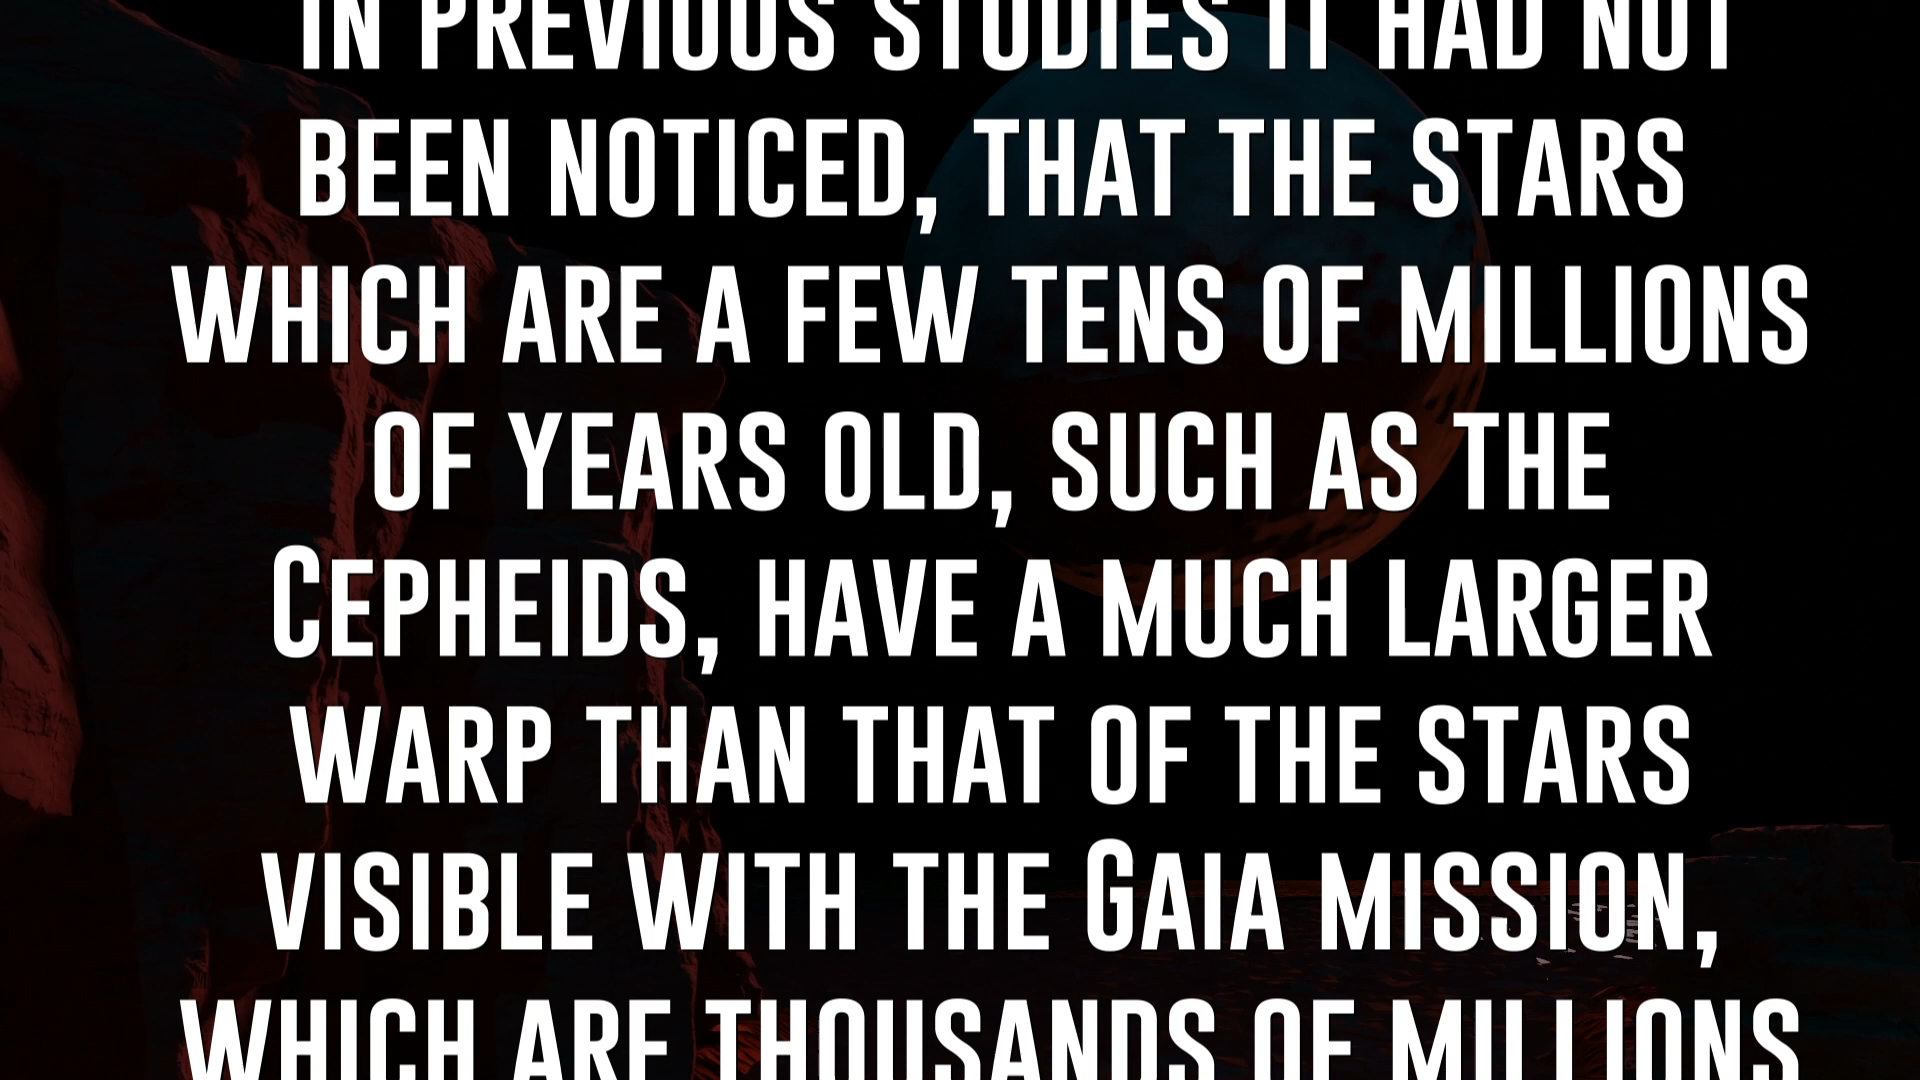 IN PREVIOUS STUDIES IT HAD NOT
BEEN NOTICED, THAT THE STARS
WHICH ARE A FEW TENS OF MILLIONS
OF YEARS OLD, SUCH AS THE
CEPHEIDS, HAVE A MUCH LARGER
WARP THAN THAT OF THE STARS
VISIBLE WITH THE GAIA MISSION,
WHICH ARE THOUSANDS OF MILLIONS